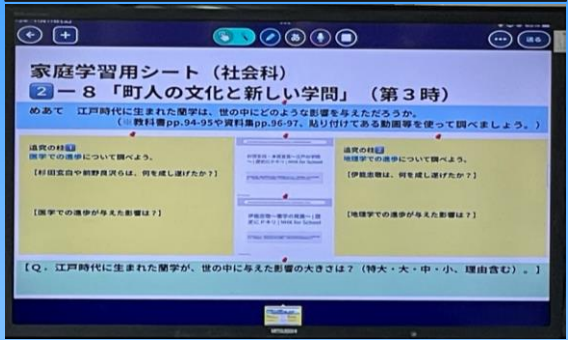 送る
家庭学習用シート（社会科）
2－8「町人の文化と新しい学問」（第３時）
めあて　江戸時代に生まれた蘭学は、世の中にどのような影響を与えただろうか。
（※教科書pp.94-95や資料集pp.96-97、貼り付けてある動画等を使って調べましょう。）
追究の柱1
医学での進歩について調べよう。
［杉田玄白や前野良沢らは、何を成し遂げたか？］
［医学での進歩が与えた影響は？］
NHK for School
伊能忠敬
NHK for School
追究の柱2
地理学での進歩について調べよう。
［伊能忠敬は、何を成し遂げたか？］
［地理学での進歩が与えた影響は？］
【Ｑ．江戸時代に生まれた蘭学が、世の中に与えた影響の大きさは？（特大・大・中・小、理由含む）。】
MITSUBISHI